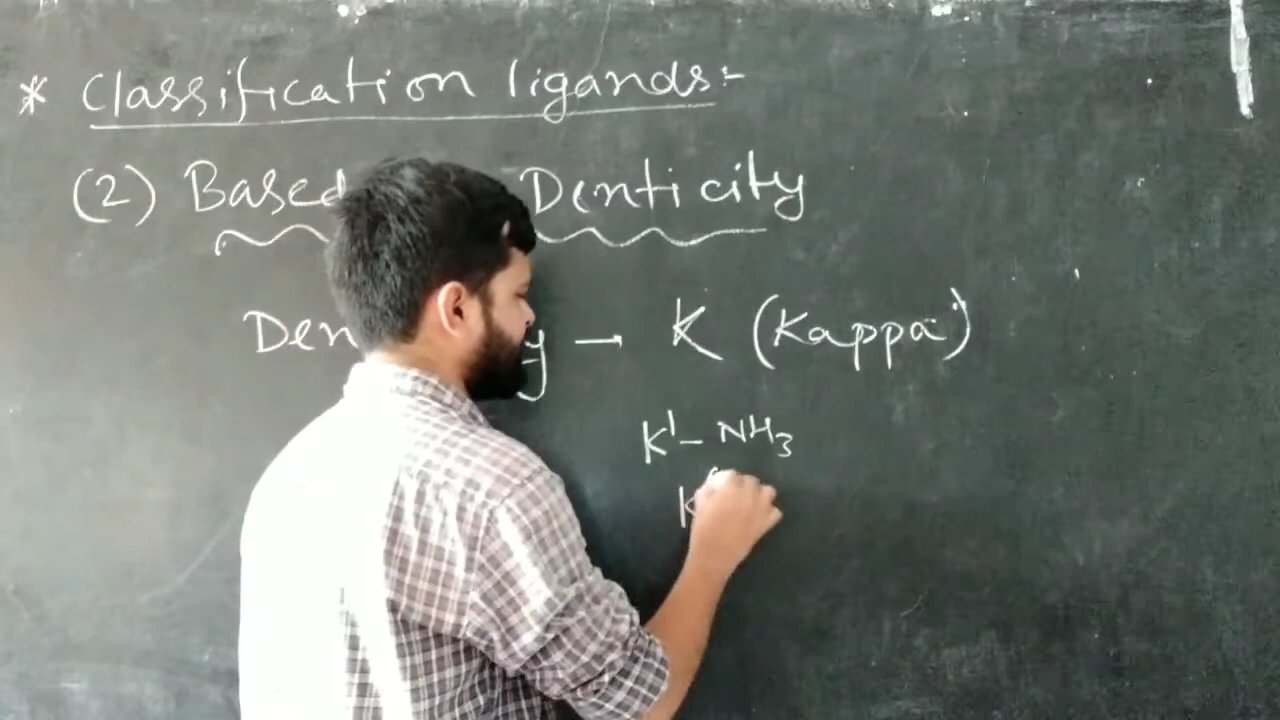 * Classification ligands:-
(2) Based Denticity
Den y → K (Kappa)
K¹- NH₃
K